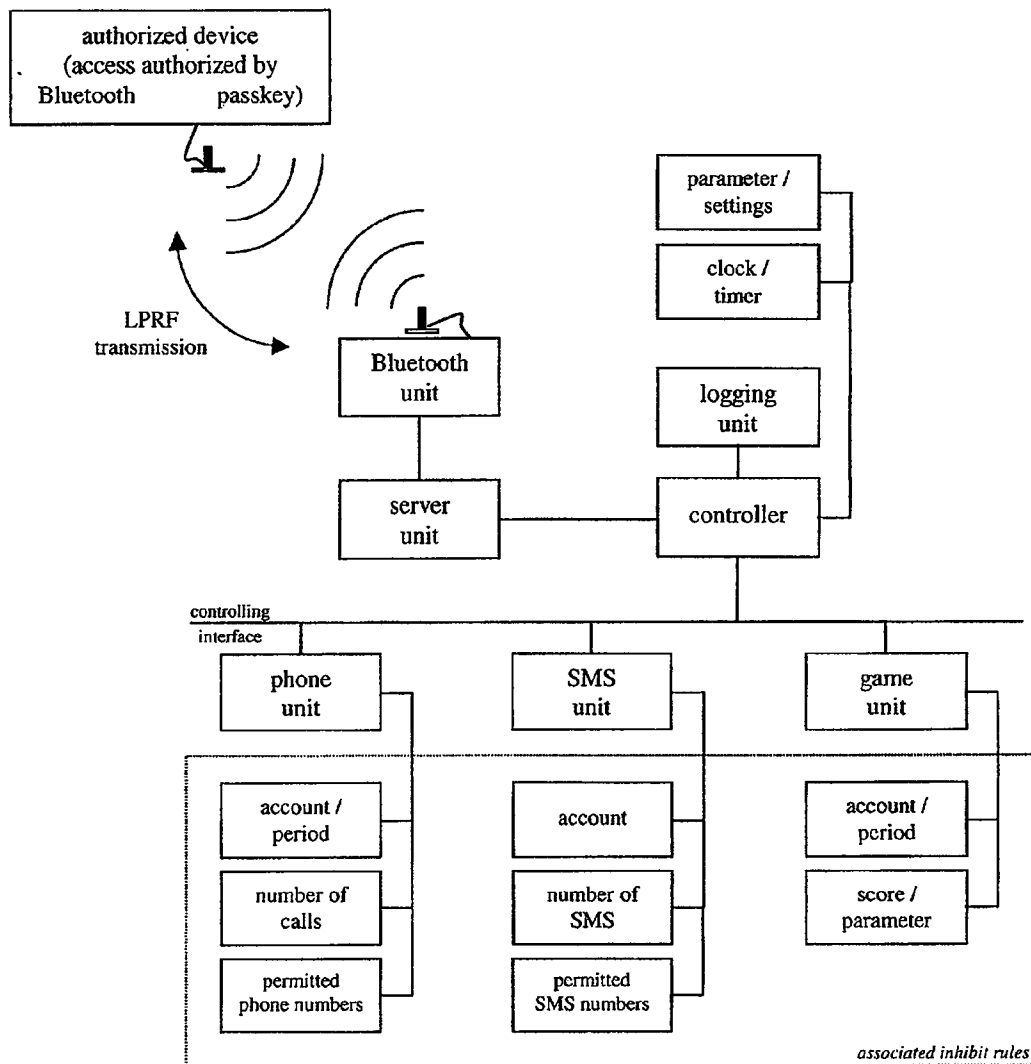 authorized device
(access authorized by
Bluetooth passkey)
LPRF
transmission
parameter /
settings
clock /
timer
Bluetooth
unit
logging
unit
server
unit
controller
controlling
interface
phone
unit
SMS
unit
game
unit
account /
period
account
account /
period
number of
calls
number of
SMS
score /
parameter
permitted
phone numbers
permitted
SMS numbers
associated inhibit rules